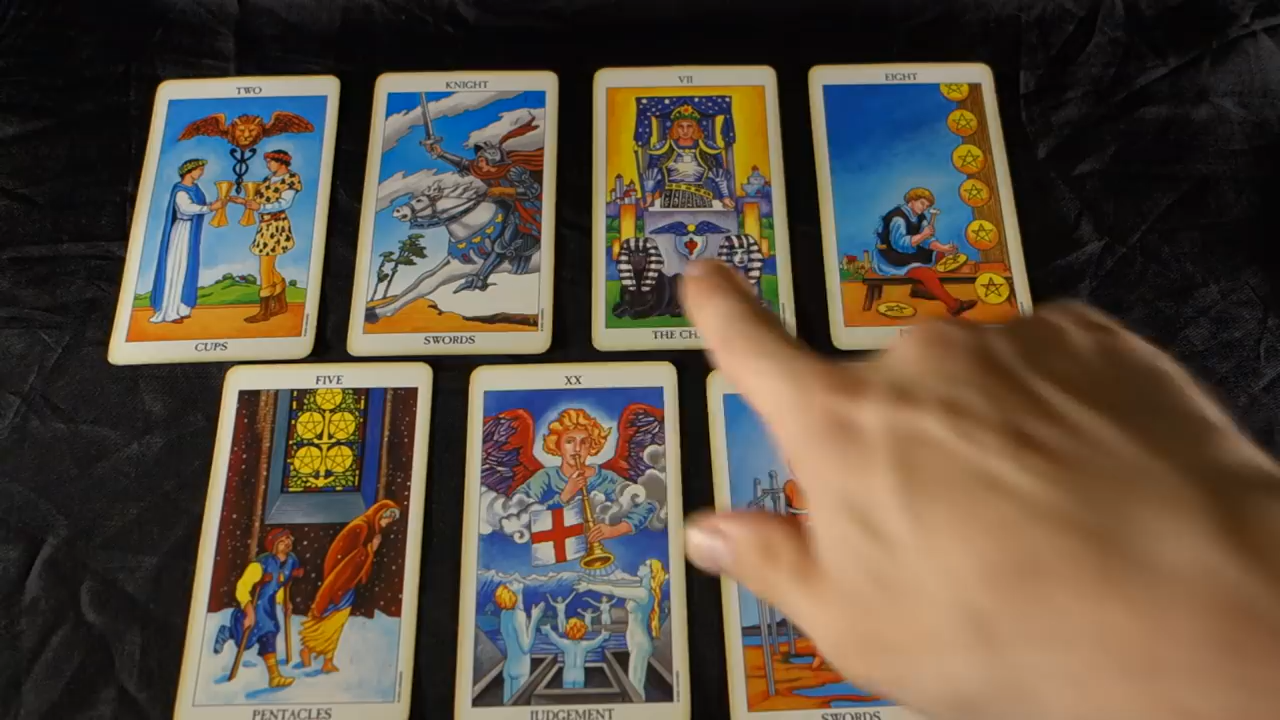 TWO
CUPS
KNIGHT
SWORDS
VII
THE CH
EIGHT
FIVE
PENTACLES
XX
JUDGEMENT
SWORDS